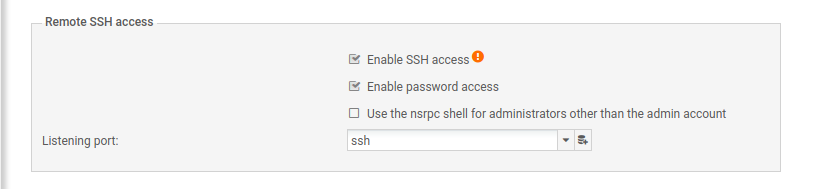 Remote SSH access
Enable SSH access
Enable password access
Use the nsrpc shell for administrators other than the admin account
Listening port: ssh